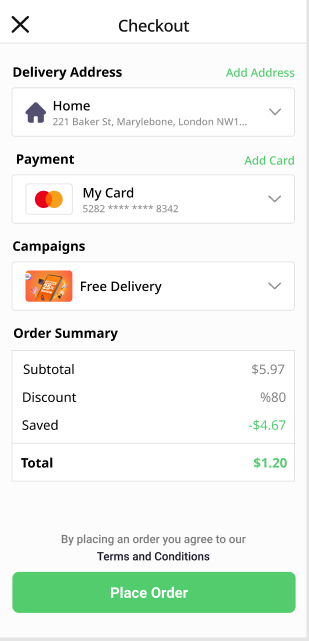 Checkout
Delivery Address
Add Address
Home
221 Baker St, Marylebone, London NW1...
Payment
Add Card
My Card
5282 **** **** 8342
Campaigns
Free Delivery
Order Summary
Subtotal
$5.97
Discount
%80
Saved
-$4.67
Total
$1.20
By placing an order you agree to our
Terms and Conditions
Place Order